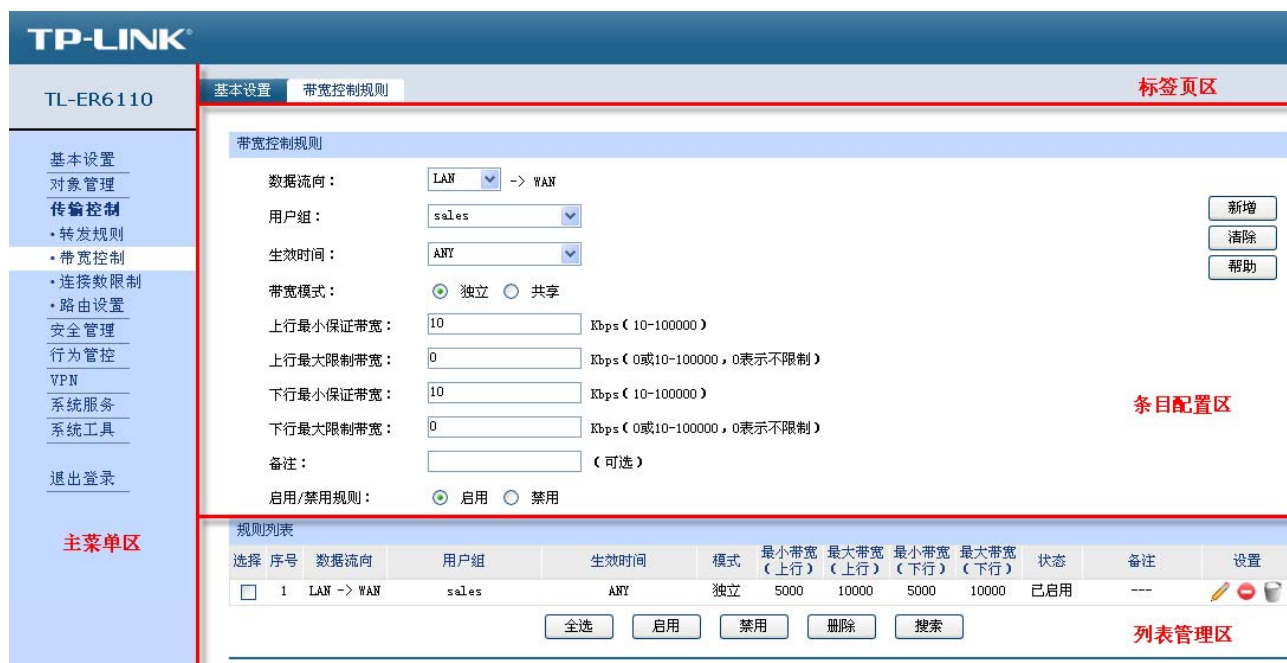 TP-LINK®
TL-ER6110
基本设置 带宽控制规则
标签页区
基本设置
对象管理
传输控制
·转发规则
·带宽控制
·连接数限制
·路由设置
安全管理
行为管控
VPN
系统服务
系统工具
退出登录
主菜单区
带宽控制规则
数据流向： LAN -> WAN
用户组： sales
生效时间： ANY
带宽模式： 独立 共享
上行最小保证带宽： 10 Kbps（10-100000）
上行最大限制带宽： 0 Kbps（0或10-100000，0表示不限制）
下行最小保证带宽： 10 Kbps（10-100000）
下行最大限制带宽： 0 Kbps（0或10-100000，0表示不限制）
备注： （可选）
启用/禁用规则： 启用 禁用
新增
清除
帮助
条目配置区
规则列表
选择 序号 数据流向 用户组 生效时间 模式 最小带宽（上行） 最大带宽（上行） 最小带宽（下行） 最大带宽（下行） 状态 备注 设置
1 LAN -> WAN sales ANY 独立 5000 10000 5000 10000 已启用 ---
全选 启用 禁用 删除 搜索
列表管理区